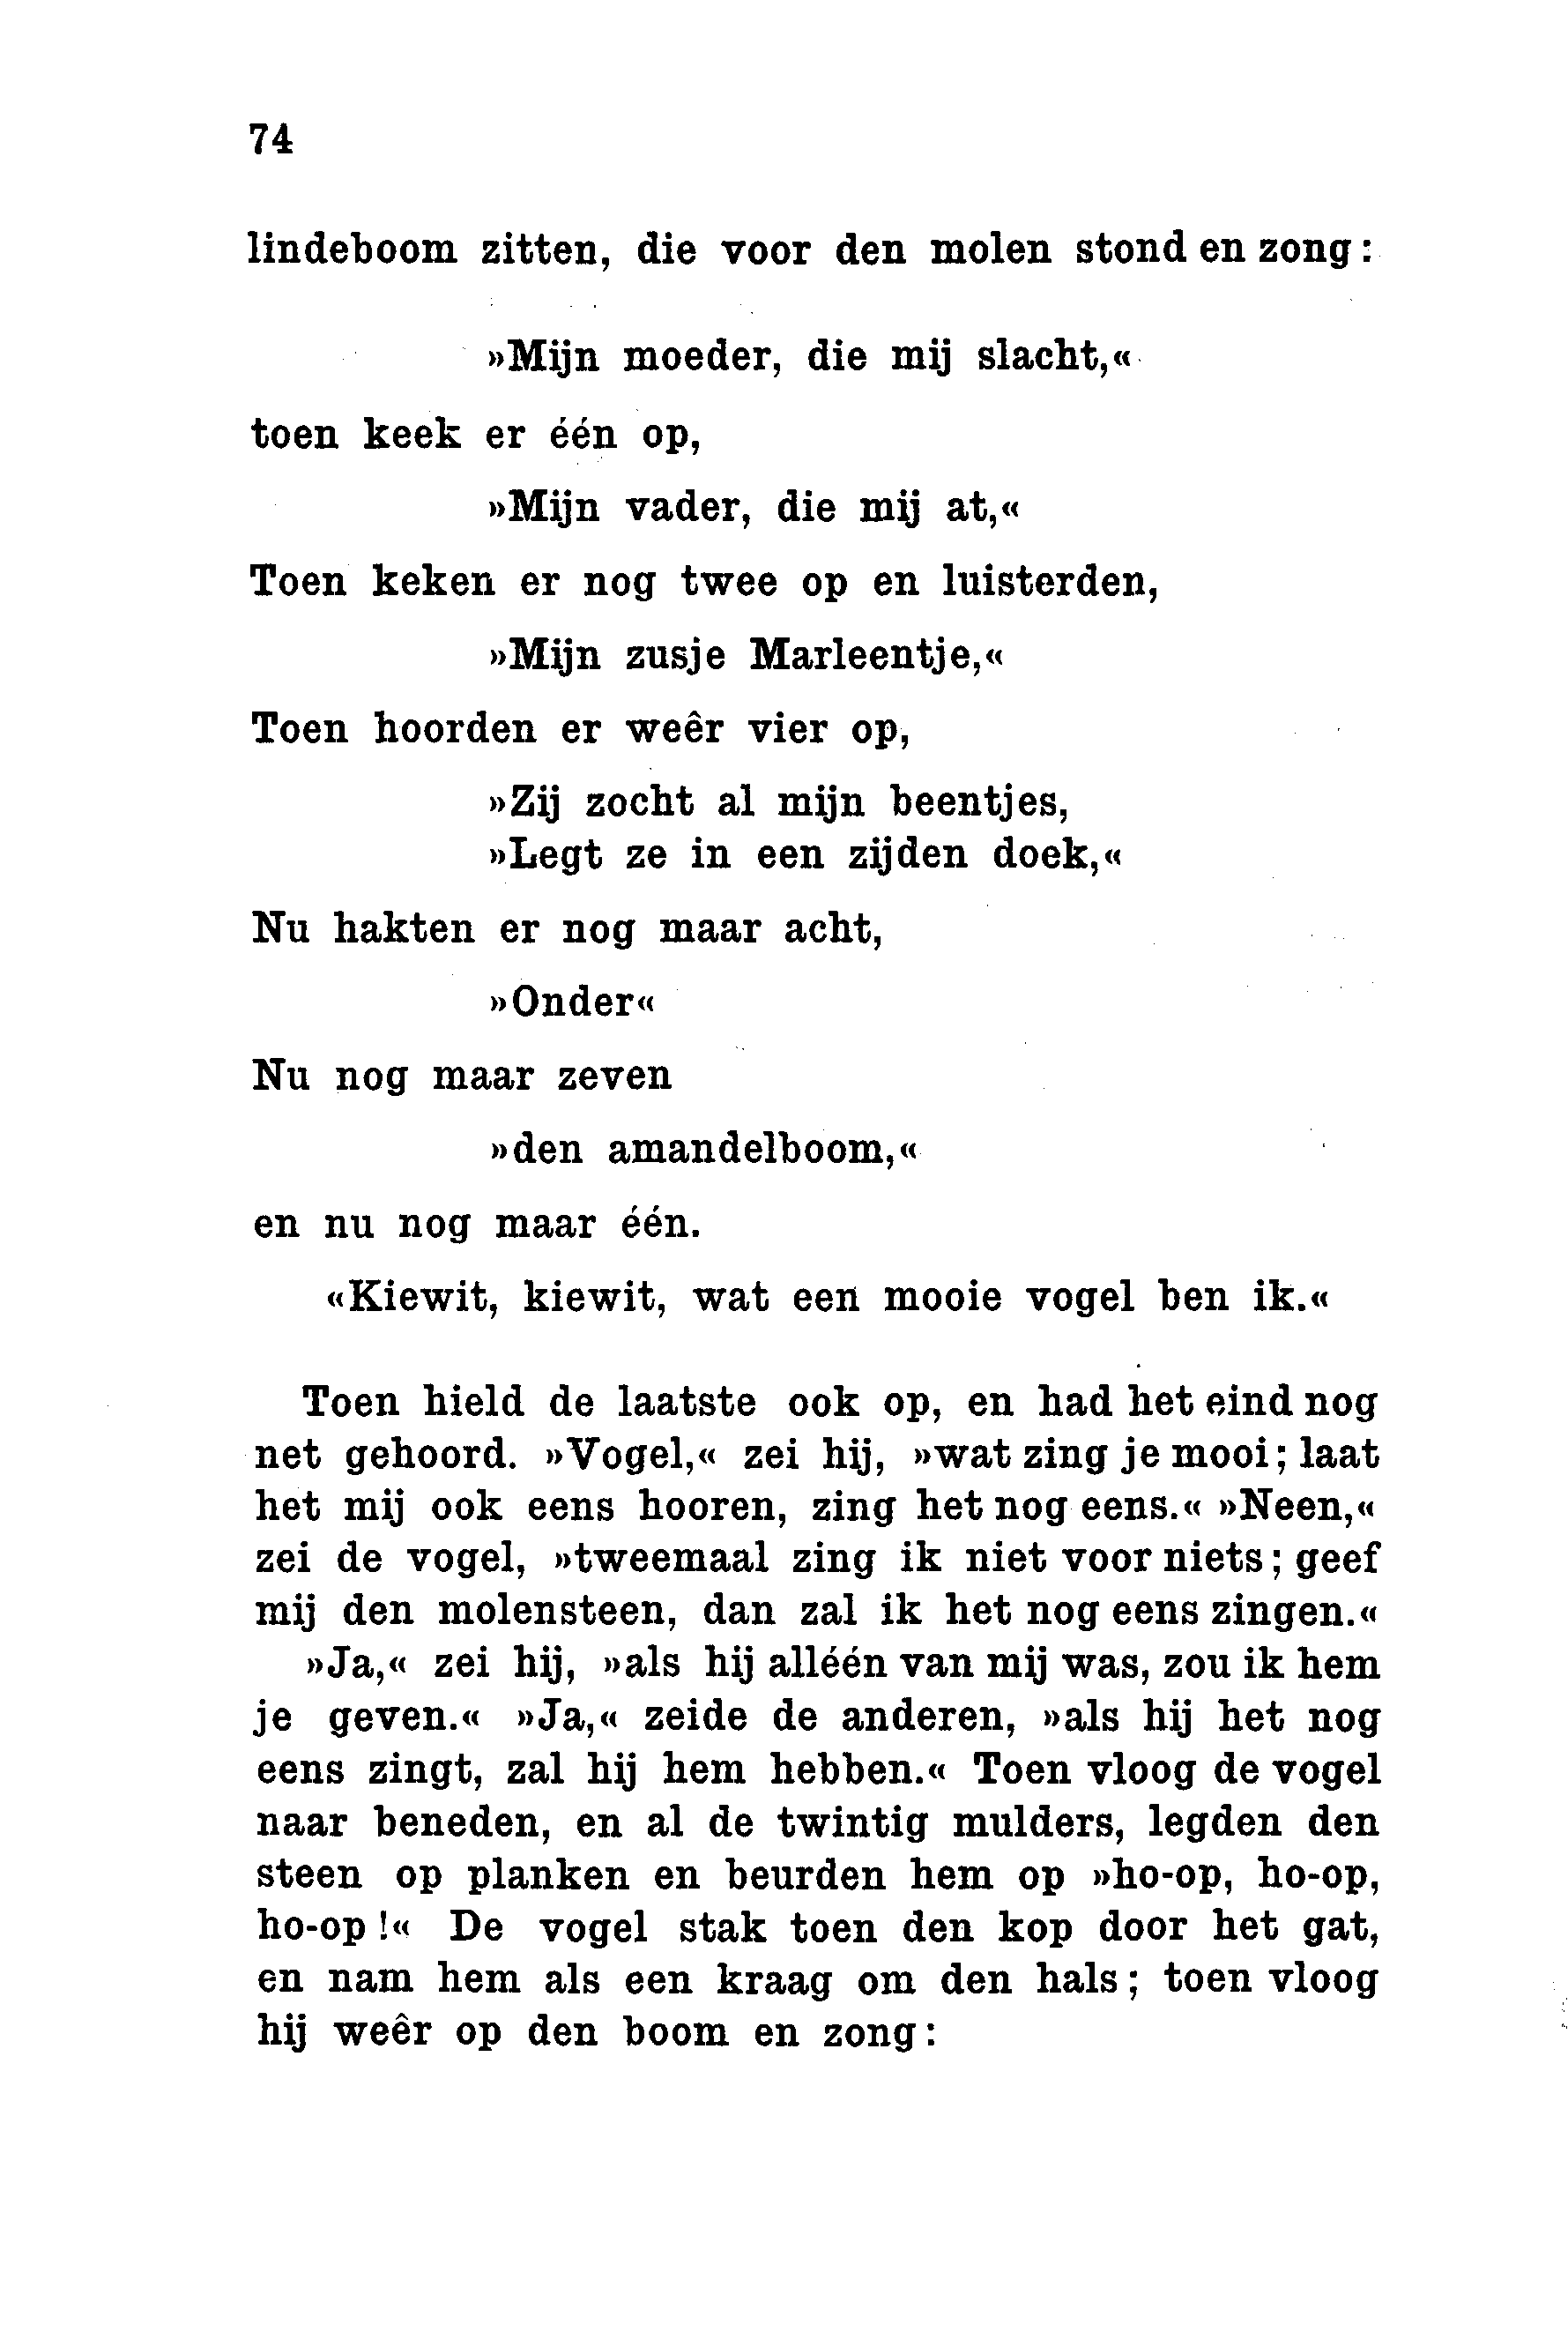 74
lindeboom zitten, die voor den molen stond en zong:
»Mijn moeder, die mij slacht,«
toen keek er één op,
»Mijn vader, die mij at,«
Toen keken er nog twee op en luisterden,
»Mijn zusje Marleentje,«
Toen hoorden er weêr vier op,
»Zij zocht al mijn beentjes,
»Legt ze in een zijden doek,«
Nu hakten er nog maar acht,
»Onder«
Nu nog maar zeven
»den amandelboom,«
en nu nog maar één.
«Kiewit, kiewit, wat een mooie vogel ben ik.«
Toen hield de laatste ook op, en had het eind nog
net gehoord. »Vogel,« zei hij, »wat zing je mooi; laat
het mij ook eens hooren, zing het nog eens.« »Neen,«
zei de vogel, »tweemaal zing ik niet voor niets; geef
mij den molensteen, dan zal ik het nog eens zingen.«
»Ja,« zei hij, »als hij alléén van mij was, zou ik hem
je geven.« »Ja,« zeide de anderen, »als hij het nog
eens zingt, zal hij hem hebben.« Toen vloog de vogel
naar beneden, en al de twintig mulders, legden den
steen op planken en beurden hem op »ho-op, ho-op,
ho-op!« De vogel stak toen den kop door het gat,
en nam hem als een kraag om den hals; toen vloog
hij weêr op den boom en zong: